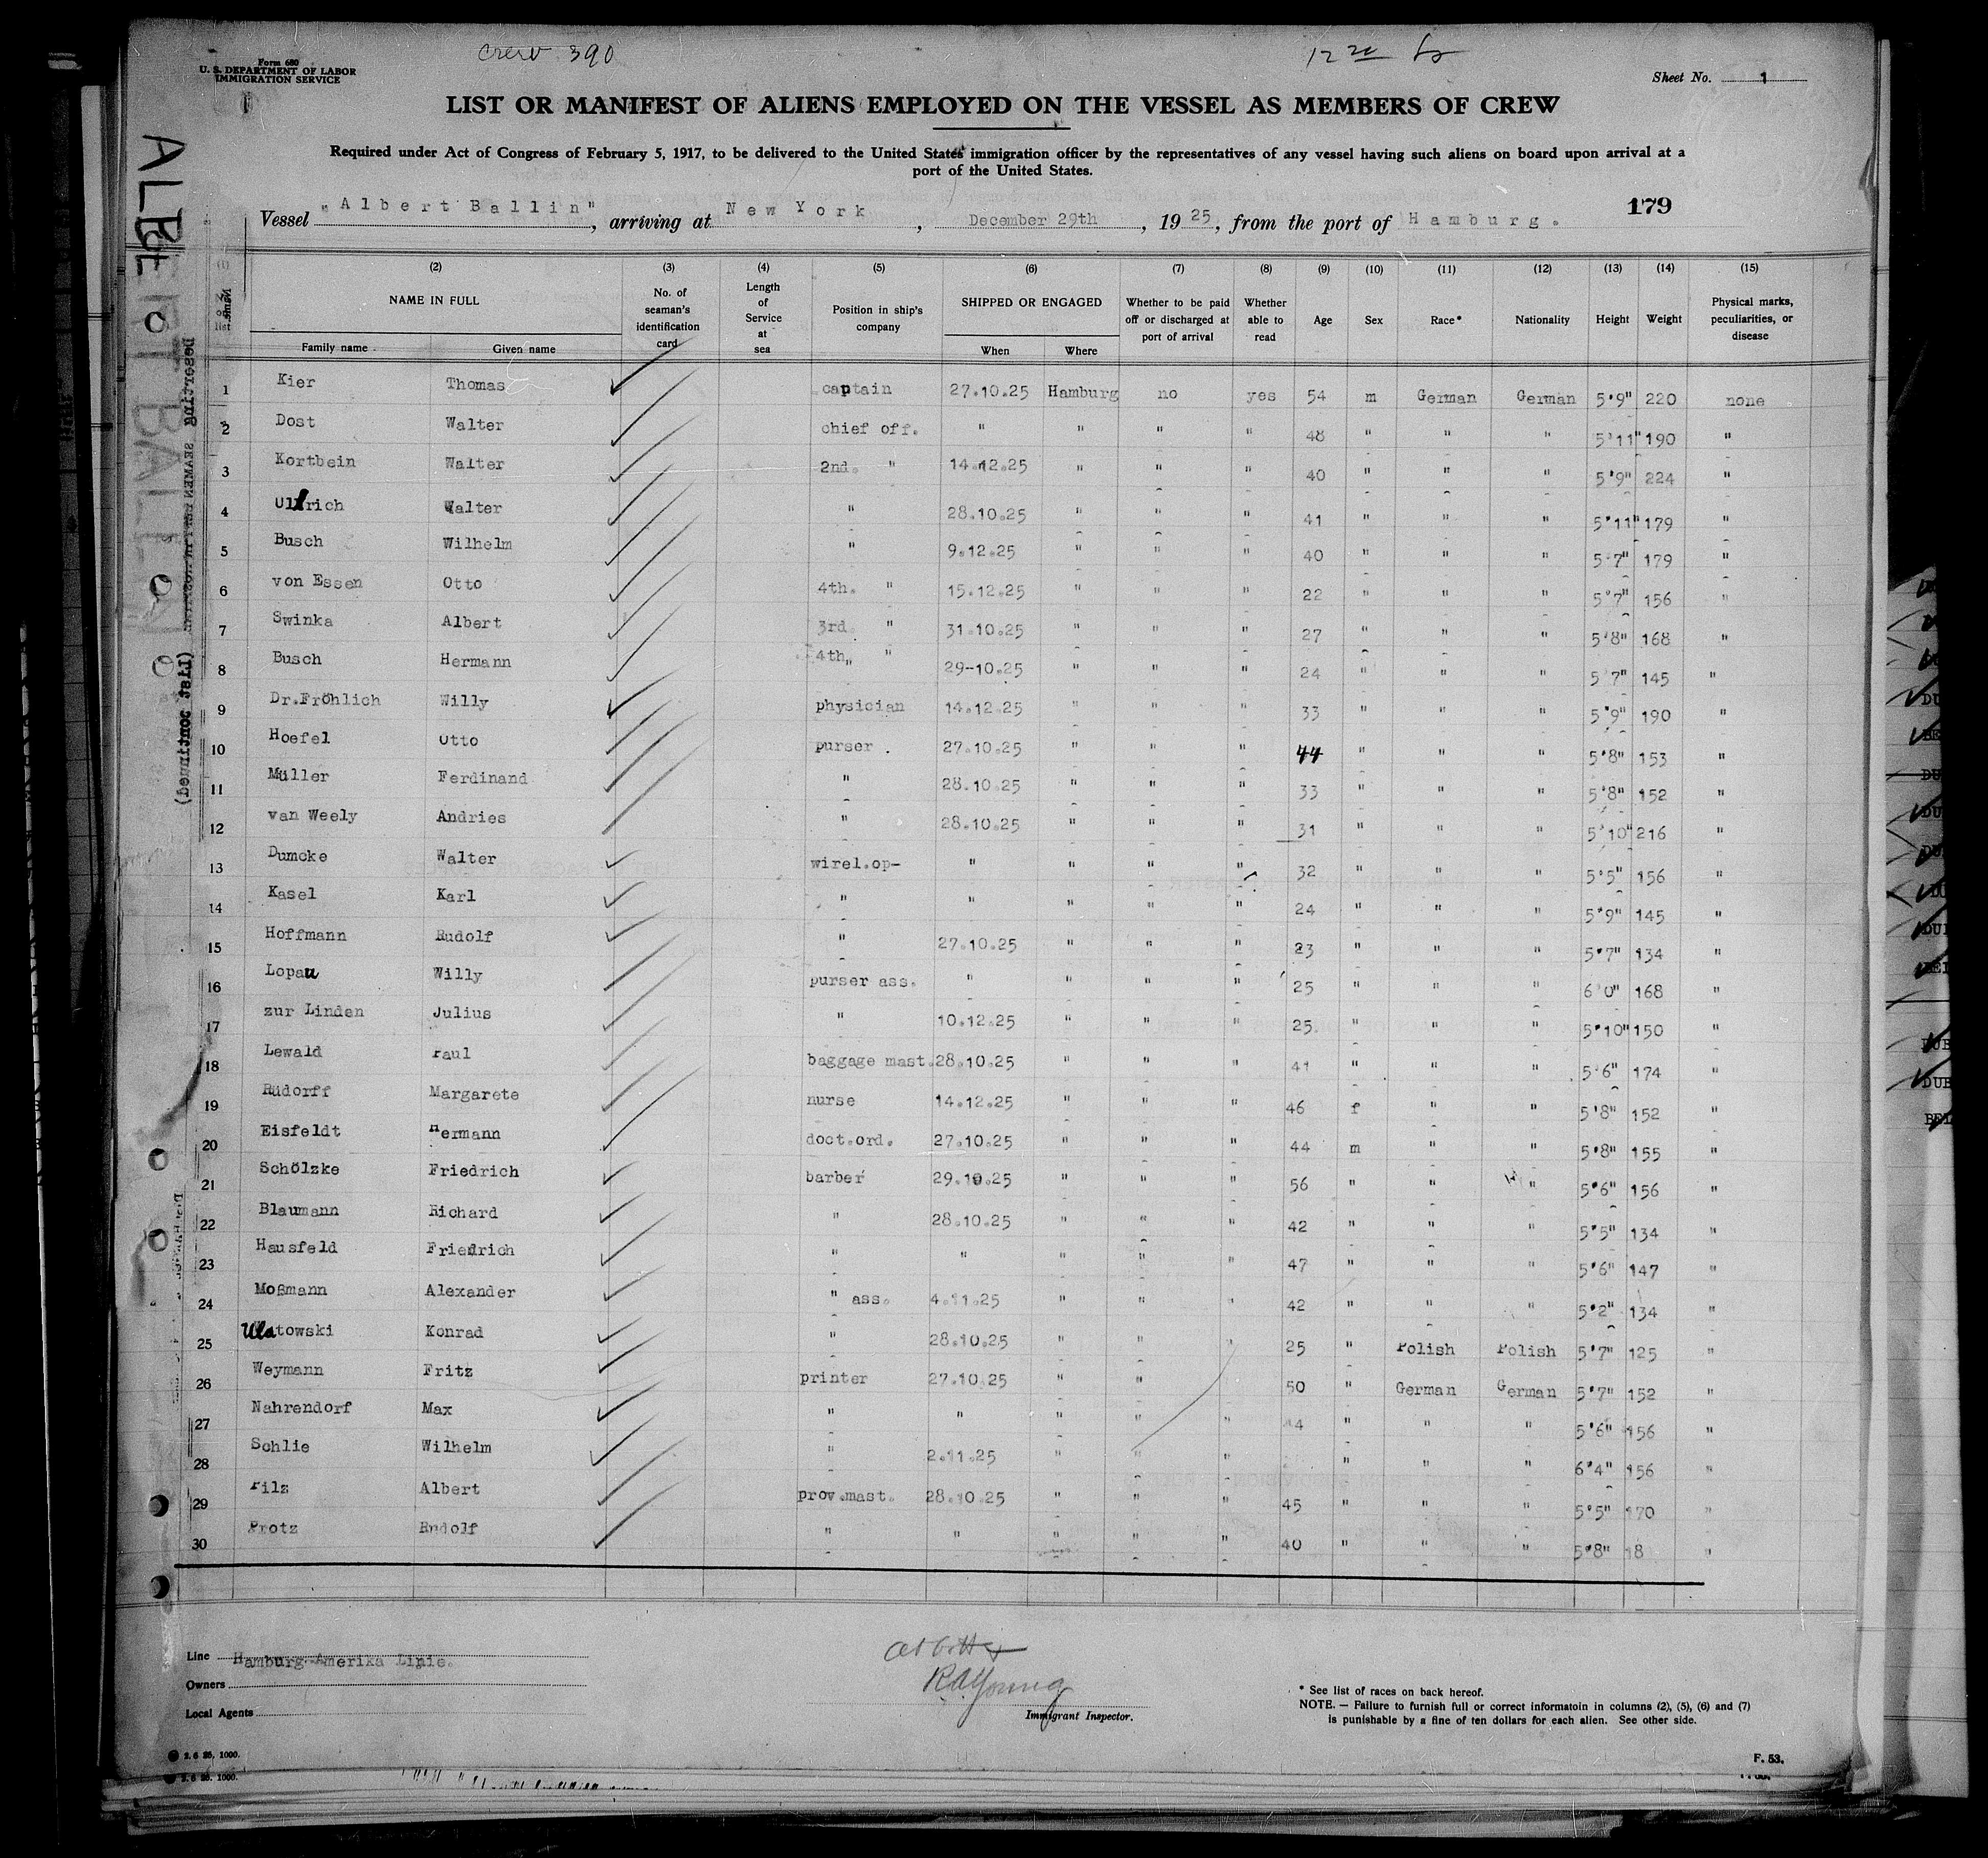 crew 390
Form 680
U. S. DEPARTMENT OF LABOR
IMMIGRATION SERVICE
Sheet No. 1
LIST OR MANIFEST OF ALIENS EMPLOYED ON THE VESSEL AS MEMBERS OF CREW
Required under Act of Congress of February 5, 1917, to be delivered to the United States immigration officer by the representatives of any vessel having such aliens on board upon arrival at a
port of the United States.
179
Vessel "Albert Ballin", arriving at New York, December 29th, 1925, from the port of Hamburg.
(1) (2) (3) (4) (5) (6) (7) (8) (9) (10) (11) (12) (13) (14) (15)
NAME IN FULL
Family name Given name
No. of seaman's identification card
Length of Service at sea
Position in ship's company
SHIPPED OR ENGAGED
When Where
Whether to be paid off or discharged at port of arrival
Whether able to read
Age
Sex
Race*
Nationality
Height
Weight
Physical marks, peculiarities, or disease
1 Kier Thomas captain 27.10.25 Hamburg no yes 54 m German German 5'9" 220 none
2 Dost Walter chief off. " " " " 48 " " " 5'11" 190 "
3 Kortbein Walter 2nd. " 14.12.25 " " " 40 " " " 5'9" 224 "
4 Ullrich Walter " 28.10.25 " " " 41 " " " 5'11" 179 "
5 Busch Wilhelm " 9.12.25 " " " 40 " " " 5'7" 179 "
6 von Essen Otto 4th. " 15.12.25 " " " 22 " " " 5'7" 156 "
7 Swinka Albert 3rd. " 31.10.25 " " " 27 " " " 5'8" 168 "
8 Busch Hermann 4th. " 29-10.25 " " " 24 " " " 5'7" 145 "
9 Dr.Fröhlich Willy physician 14.12.25 " " " 33 " " " 5'9" 190 "
10 Hoefel Otto purser . 27.10.25 " " " 44 " " " 5'8" 153 "
11 Müller Ferdinand " 28.10.25 " " " 33 " " " 5'8" 152 "
12 van Weely Andries " 28.10.25 " " " 31 " " " 5'10" 216 "
13 Dumcke Walter wirel.op- " " " " 32 " " " 5'5" 156 "
14 Kasel Karl " " " " " 24 " " " 5'9" 145 "
15 Hoffmann Rudolf " 27.10.25 " " " 23 " " " 5'7" 134 "
16 Lopau Willy purser ass. " " " " 25 " " " 6'0" 168 "
17 zur Linden Julius " 10.12.25 " " " 25. " " " 5'10" 150 "
18 Lewald Paul baggage mast. 28.10.25 " " " 41 " " " 5'6" 174 "
19 Rüdorff Margarete nurse 14.12.25 " " " 46 f " " 5'8" 152 "
20 Eisfeldt Hermann doct.ord. 27.10.25 " " " 44 m " " 5'8" 155 "
21 Schölzke Friedrich barber 29.10.25 " " " 56 " " " 5'6" 156 "
22 Blaumann Richard " 28.10.25 " " " 42 " " " 5'5" 134 "
23 Hausfeld Friedrich " " " " " 47 " " " 5'6" 147 "
24 Moßmann Alexander " ass. 4.11.25 " " " 42 " " " 5'2" 134 "
25 Ulatowski Konrad " 28.10.25 " " " 25 " Polish Polish 5'7" 125 "
26 Weymann Fritz printer 27.10.25 " " 50 " German German 5'7" 152 "
27 Nahrendorf Max " " " " " 44 " " " 5'6" 156 "
28 Schlie Wilhelm " 2.11.25 " " " " " " 6'4" 156 "
29 Pilz Albert prov.mast. 28.10.25 " " " 45 " " " 5'5" 170 "
30 Protz Rudolf " " " " " 40 " " " 5'8" 18 "
Line Hamburg-Amerika Linie.
Owners
Local Agents
R.A. Young
Immigrant Inspector.
* See list of races on back hereof.
NOTE. — Failure to furnish full or correct informatoin in columns (2), (5), (6) and (7)
is punishable by a fine of ten dollars for each alien. See other side.
2. 6 25. 1000.
2. 6 25. 1000.
F. 53.
ALBERT BALLIN